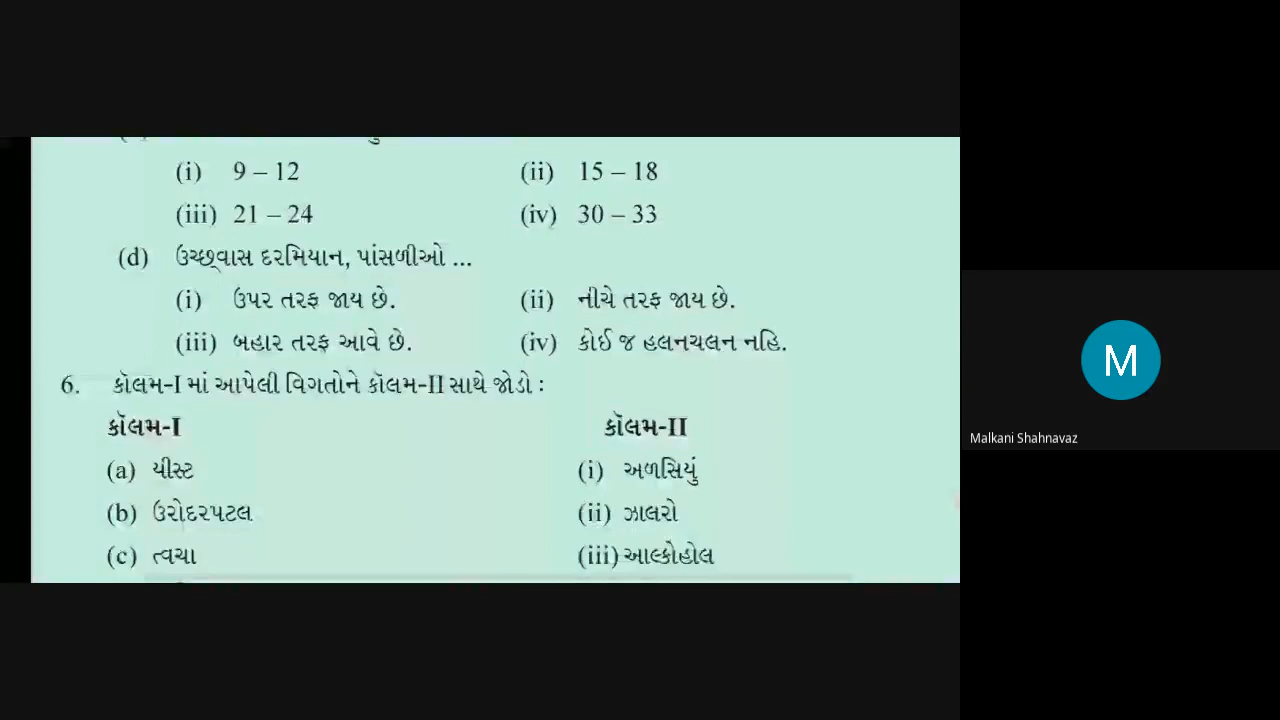 (i) 9 – 12 (ii) 15 – 18
(iii) 21 – 24 (iv) 30 – 33
(d) ઉચ્છ્વાસ દરમિયાન, પાંસળીઓ ...
(i) ઉપર તરફ જાય છે. (ii) નીચે તરફ જાય છે.
(iii) બહાર તરફ આવે છે. (iv) કોઈ જ હલનચલન નહિ.
6. કૉલમ-I માં આપેલી વિગતોને કૉલમ-II સાથે જોડો :
કૉલમ-I કૉલમ-II
(a) યીસ્ટ (i) અળસિયું
(b) ઉરોદરપટલ (ii) ઝાલરો
(c) ત્વચા (iii) આલ્કોહોલ
M
Malkani Shahnavaz